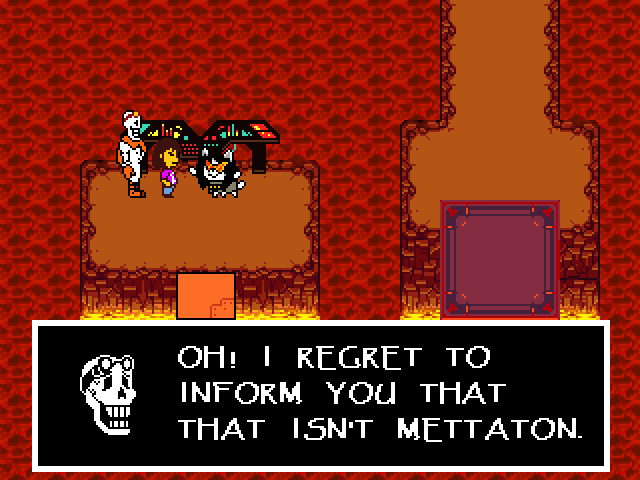 OH! I REGRET TO
INFORM YOU THAT
THAT ISN'T METTATON.